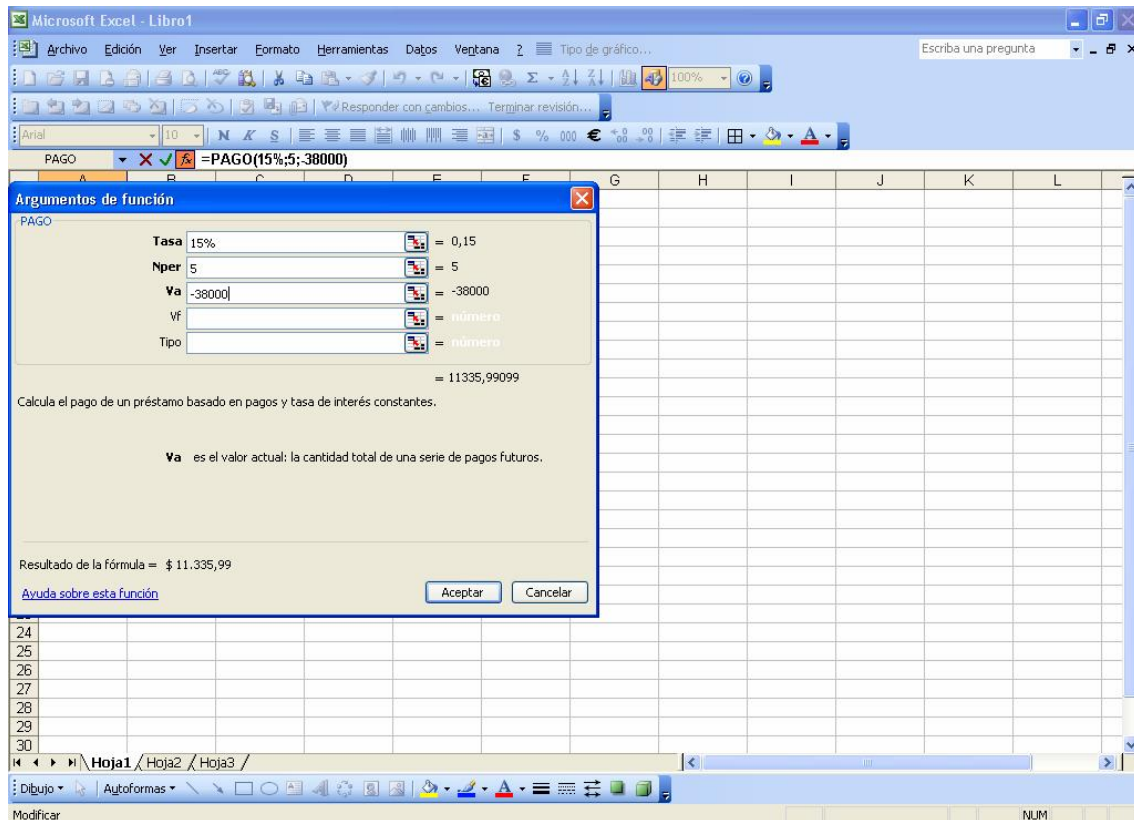 Microsoft Excel - Libro1
Archivo Edición Ver Insertar Formato Herramientas Datos Ventana ? Tipo de gráfico... Escriba una pregunta
100%
Responder con cambios... Terminar revisión...
Arial 10 N K S $ % 000 €
PAGO =PAGO(15%;5;-38000)
A B C D E F G H I J K L
Argumentos de función
PAGO
Tasa 15% = 0,15
Nper 5 = 5
Va -38000 = -38000
Vf = número
Tipo = número
= 11335,99099
Calcula el pago de un préstamo basado en pagos y tasa de interés constantes.
Va es el valor actual: la cantidad total de una serie de pagos futuros.
Resultado de la fórmula = $ 11.335,99
Ayuda sobre esta función Aceptar Cancelar
24
25
26
27
28
29
30
Hoja1 Hoja2 Hoja3
Dibujo Autoformas
Modificar NUM